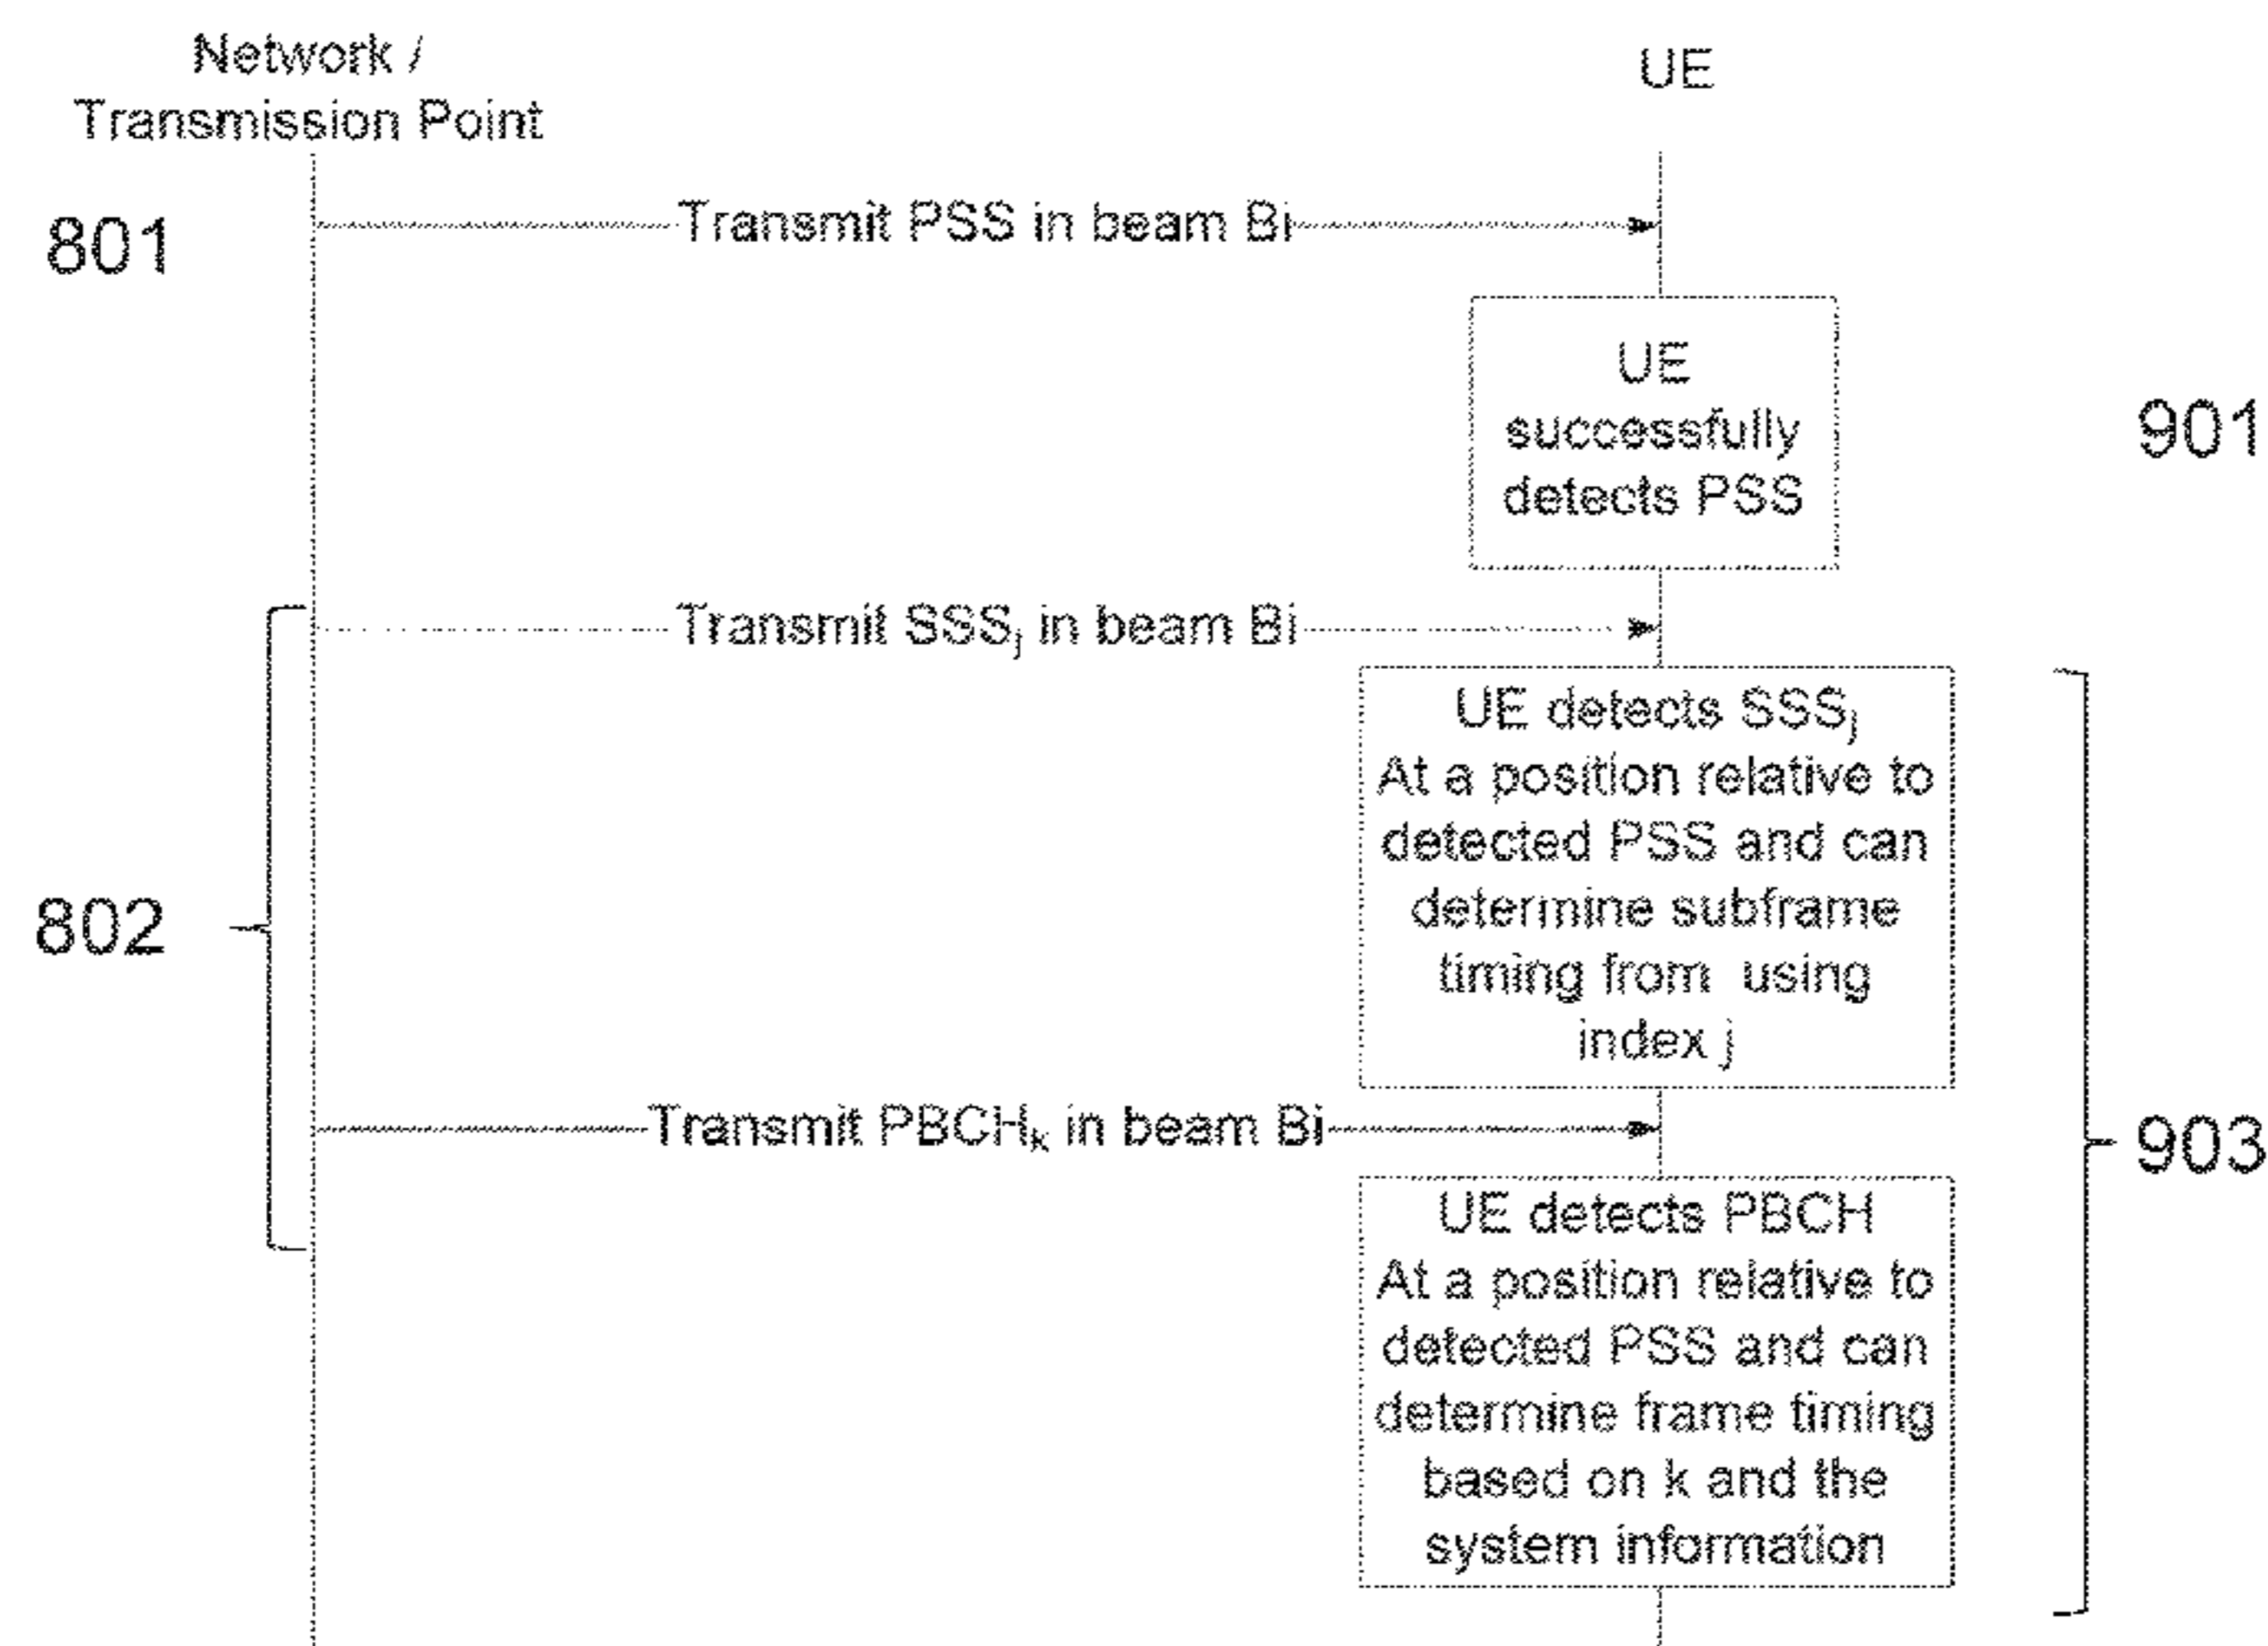 Network /
Transmission Point
UE
801
Transmit PSS in beam Bi
UE
successfully
detects PSS
901
Transmit SSSj in beam Bi
UE detects SSSj
At a position relative to
detected PSS and can
determine subframe
timing from using
index j
802
Transmit PBCHk in beam Bi
903
UE detects PBCH
At a position relative to
detected PSS and can
determine frame timing
based on k and the
system information